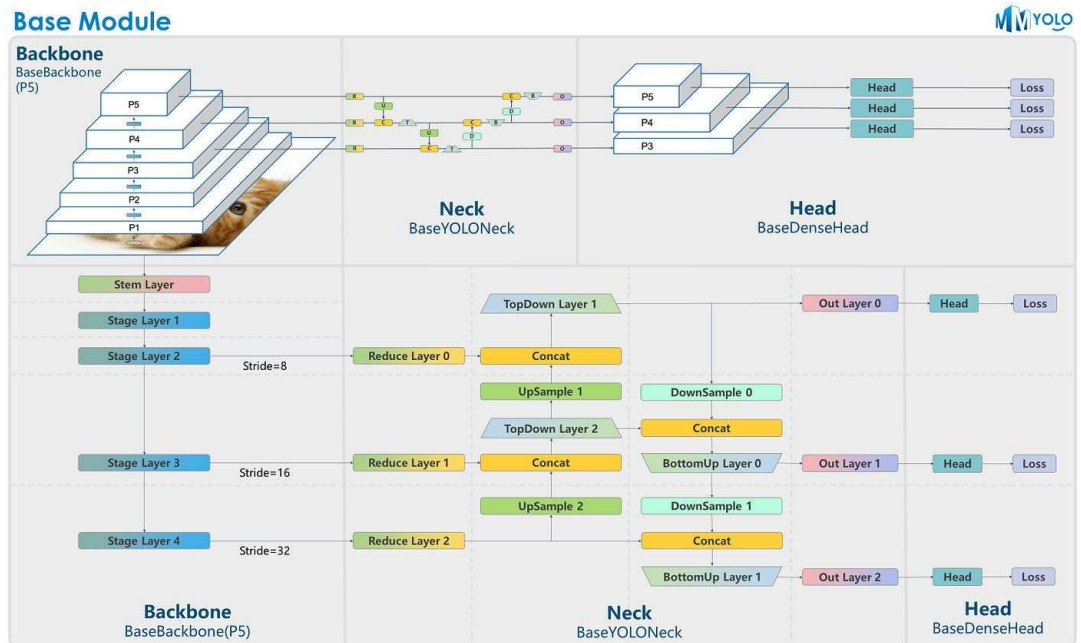 Base Module
MMYOLO
Backbone
BaseBackbone
(P5)
P5
P4
P3
P2
P1
R
U
C
T
R
U
C
T
R
C
D
B
C
D
B
C
O
O
O
Neck
BaseYOLONeck
P5
P4
P3
Head
Loss
Head
Loss
Head
Loss
Head
BaseDenseHead
Stem Layer
Stage Layer 1
Stage Layer 2
Stride=8
Reduce Layer 0
TopDown Layer 1
Concat
UpSample 1
TopDown Layer 2
Out Layer 0
Head
Loss
DownSample 0
Concat
Stage Layer 3
Stride=16
Reduce Layer 1
Concat
BottomUp Layer 0
Out Layer 1
Head
Loss
UpSample 2
DownSample 1
Stage Layer 4
Stride=32
Reduce Layer 2
Concat
BottomUp Layer 1
Out Layer 2
Head
Loss
Backbone
BaseBackbone(P5)
Neck
BaseYOLONeck
Head
BaseDenseHead